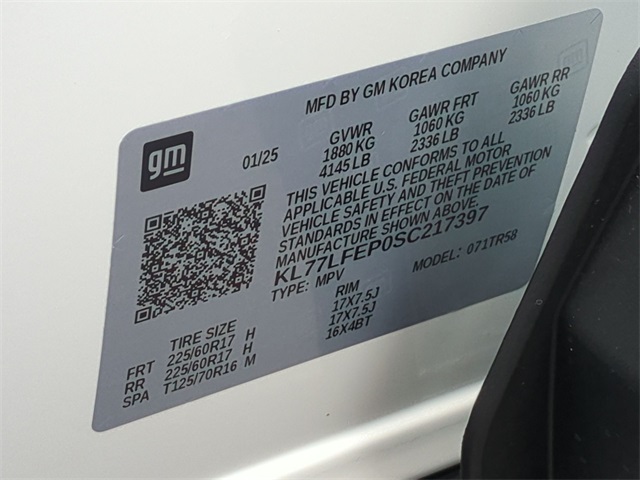 MFD BY GM KOREA COMPANY
gm
01/25
GVWR
1880 KG
4145 LB
GAWR FRT
1060 KG
2336 LB
GAWR RR
1060 KG
2336 LB
THIS VEHICLE CONFORMS TO ALL
APPLICABLE U.S. FEDERAL MOTOR
VEHICLE SAFETY AND THEFT PREVENTION
STANDARDS IN EFFECT ON THE DATE OF
MANUFACTURE SHOWN ABOVE.
KL77LFEP0SC217397
TYPE: MPV
MODEL: 071TR58
TIRE SIZE
RIM
FRT 225/60R17 H 17X7.5J
RR 225/60R17 H 17X7.5J
SPA T125/70R16 M 16X4BT